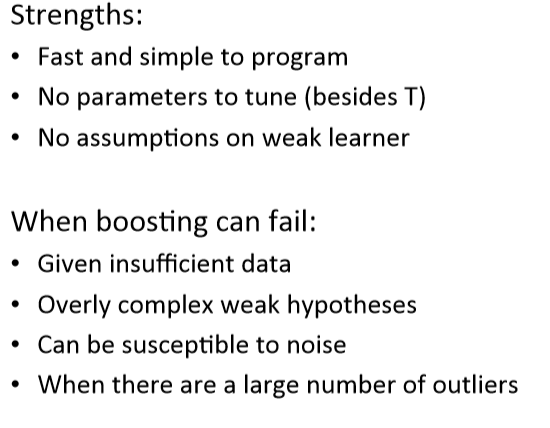 Strengths:
• Fast and simple to program
• No parameters to tune (besides T)
• No assumptions on weak learner
When boosting can fail:
• Given insufficient data
• Overly complex weak hypotheses
• Can be susceptible to noise
• When there are a large number of outliers